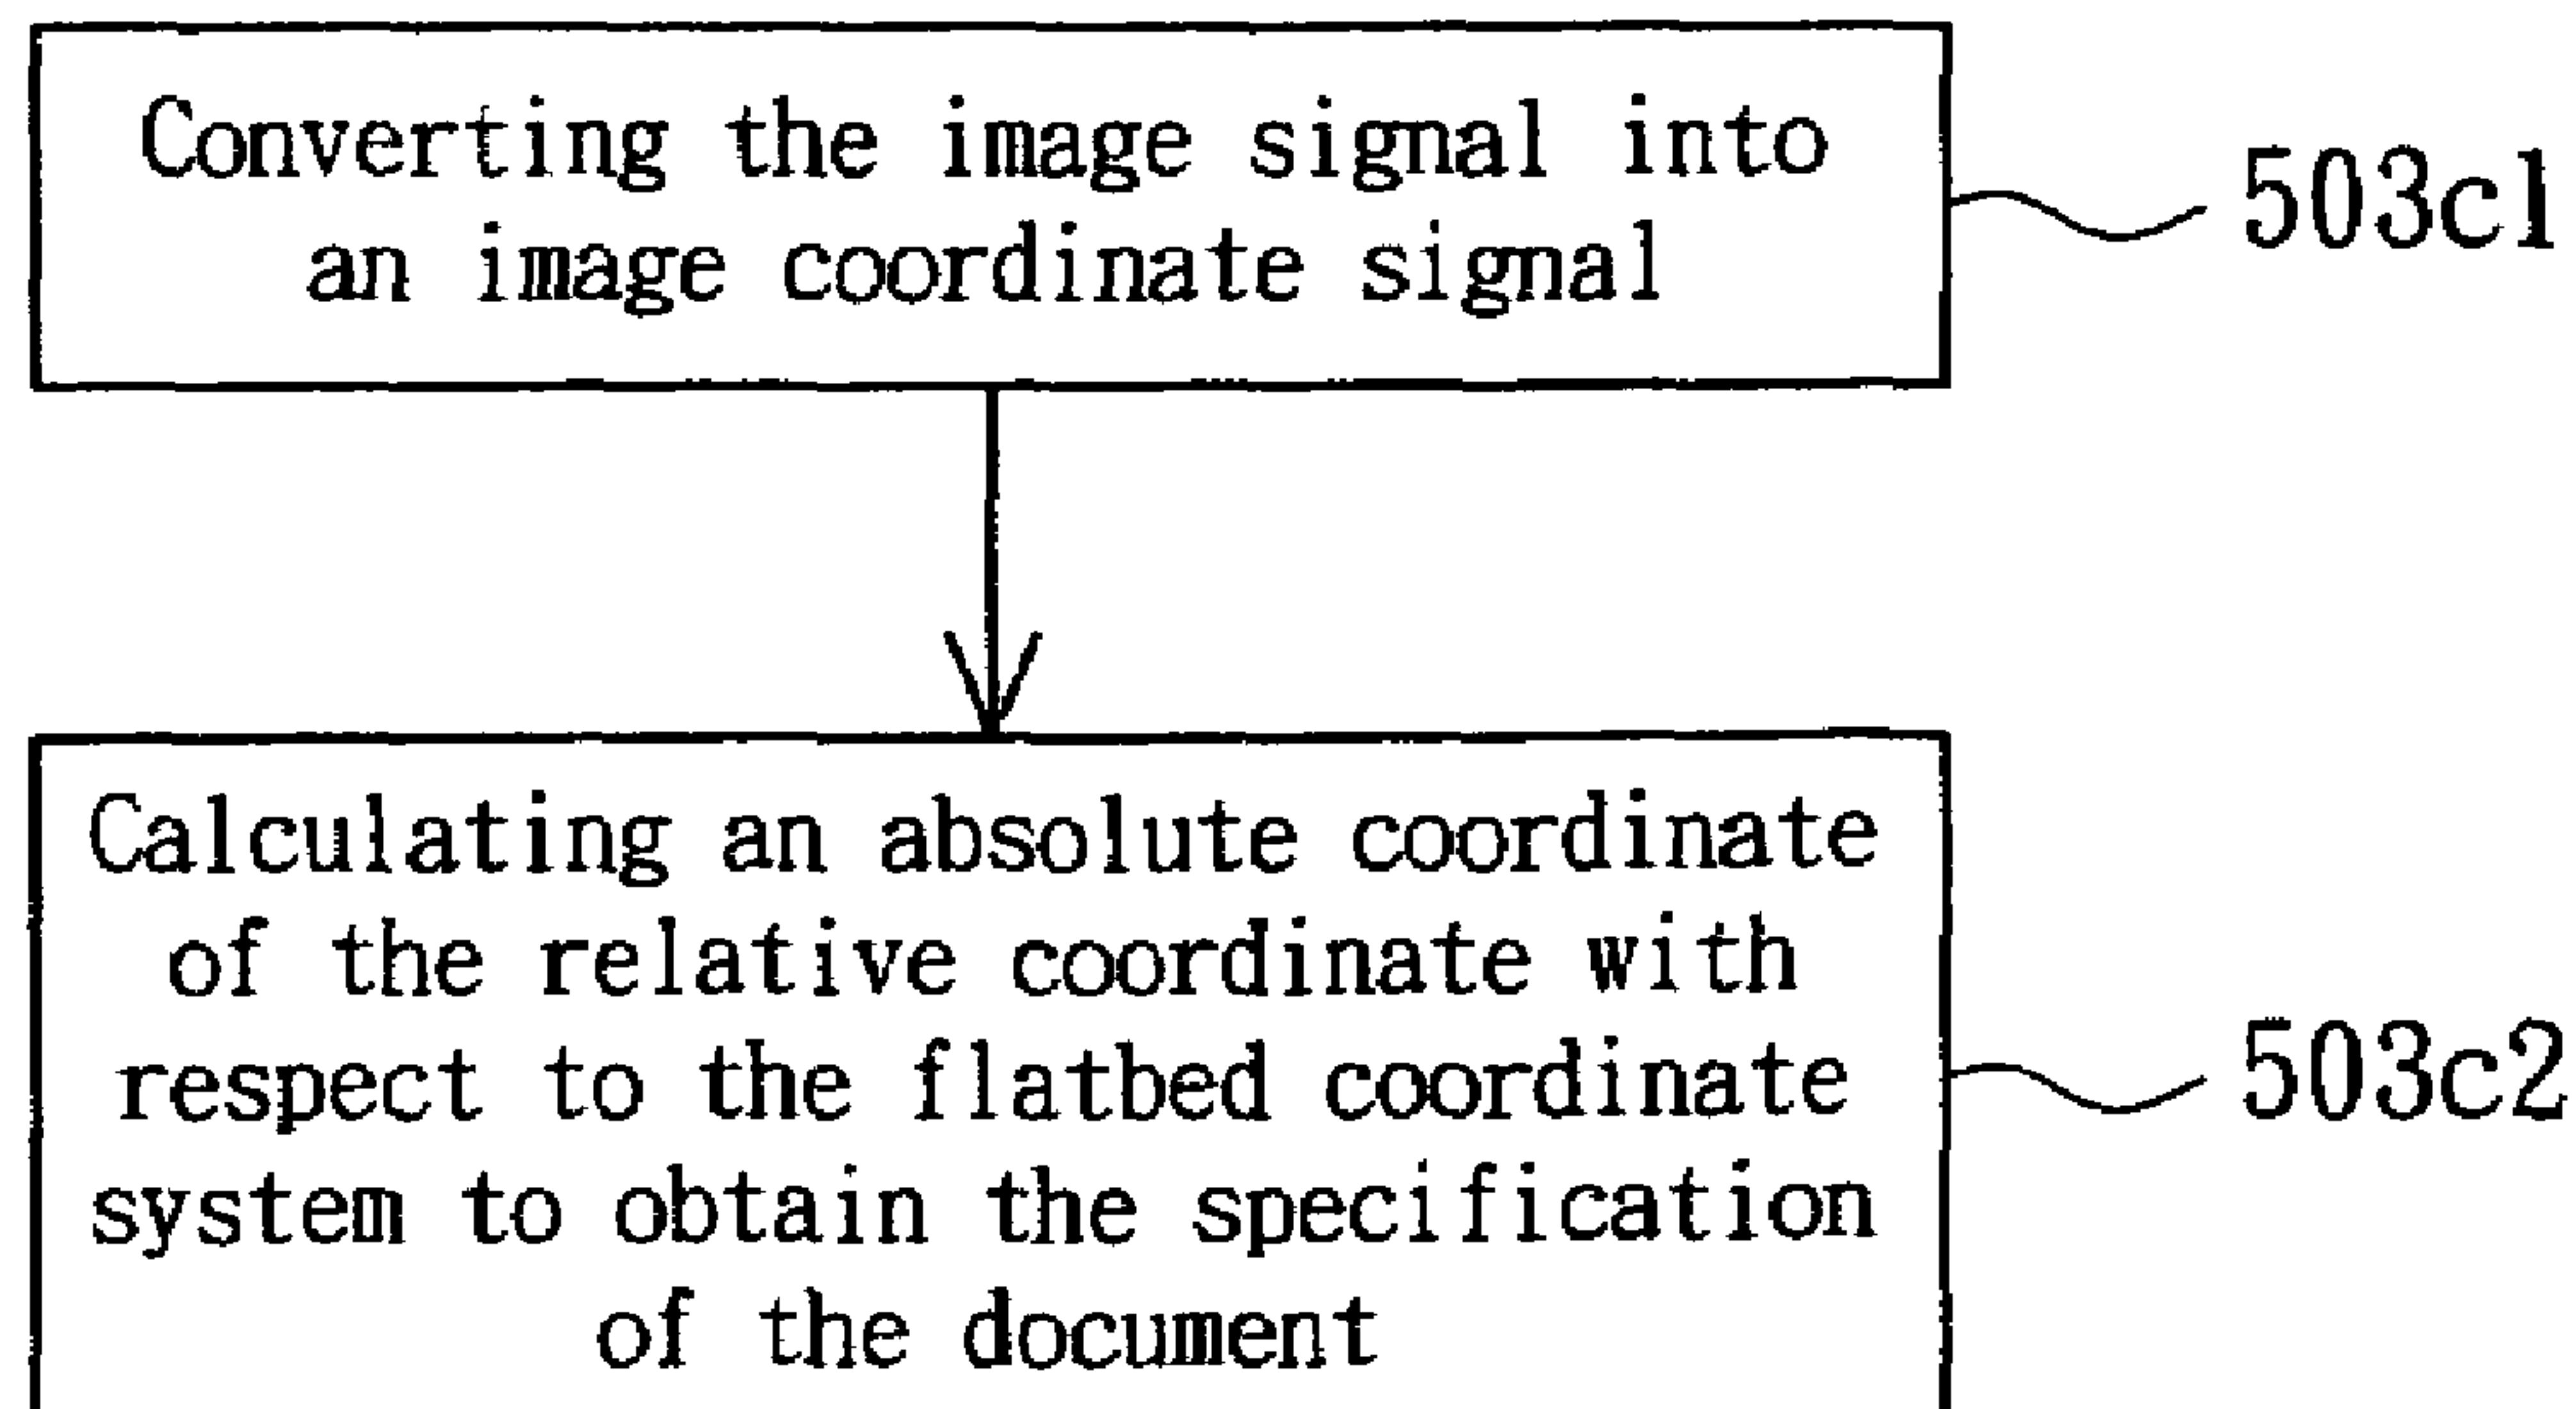 Converting the image signal into
an image coordinate signal
503c1
Calculating an absolute coordinate
of the relative coordinate with
respect to the flatbed coordinate
system to obtain the specification
of the document
503c2